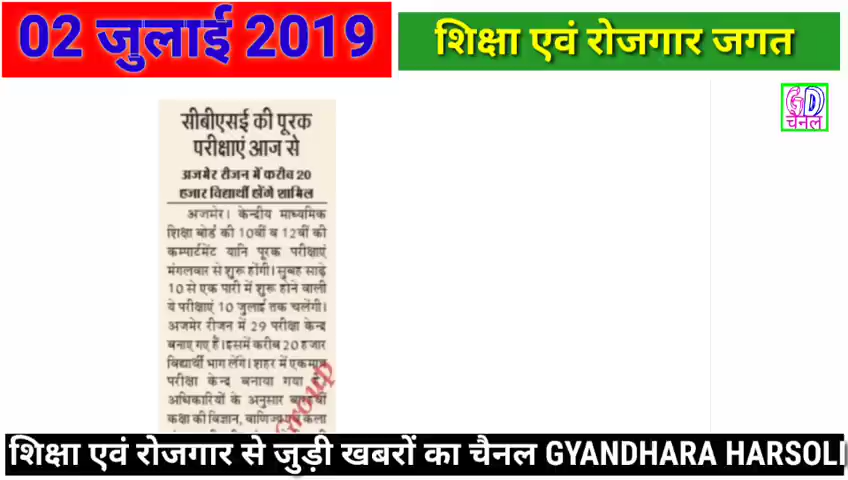 02 जुलाई 2019
शिक्षा एवं रोजगार जगत
GD
चैनल
सीबीएसई की पूरक
परीक्षाएं आज से
अजमेर रीजन में करीब 20
हजार विद्यार्थी होंगे शामिल
अजमेर। केन्द्रीय माध्यमिक
शिक्षा बोर्ड की 10वीं व 12वीं की
कम्पार्टमेंट यानि पूरक परीक्षाएं
मंगलवार से शुरू होंगी। सुबह साढ़े
10 से एक पारी में शुरू होने वाली
ये परीक्षाएं 10 जुलाई तक चलेंगी।
अजमेर रीजन में 29 परीक्षा केन्द्र
बनाए गए हैं। इसमें करीब 20 हजार
विद्यार्थी भाग लेंगे। शहर में एकमात्र
परीक्षा केन्द्र बनाया गया
अधिकारियों के अनुसार
कक्षा की विज्ञान, वाणिज्य कला
Group
शिक्षा एवं रोजगार से जुड़ी खबरों का चैनल GYANDHARA HARSOLI